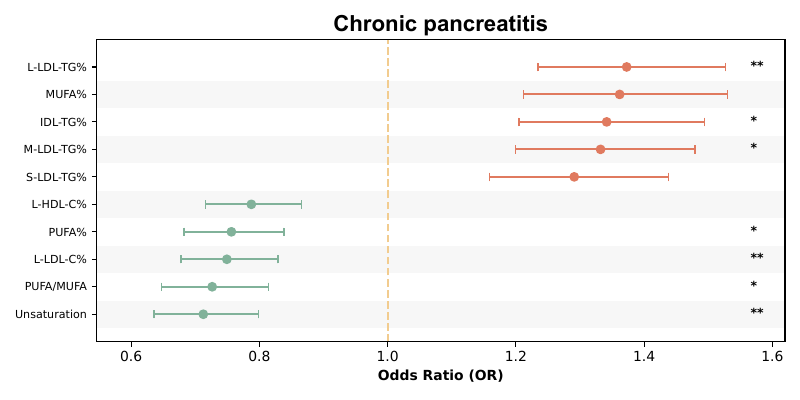 Chronic pancreatitis
L-LDL-TG% **
MUFA%
IDL-TG% *
M-LDL-TG% *
S-LDL-TG%
L-HDL-C%
PUFA% *
L-LDL-C% **
PUFA/MUFA *
Unsaturation **
0.6 0.8 1.0 1.2 1.4 1.6
Odds Ratio (OR)